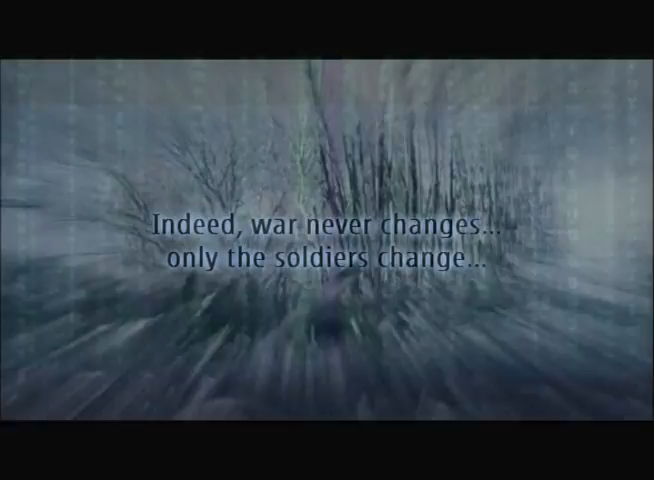 Indeed, war never changes...
only the soldiers change...